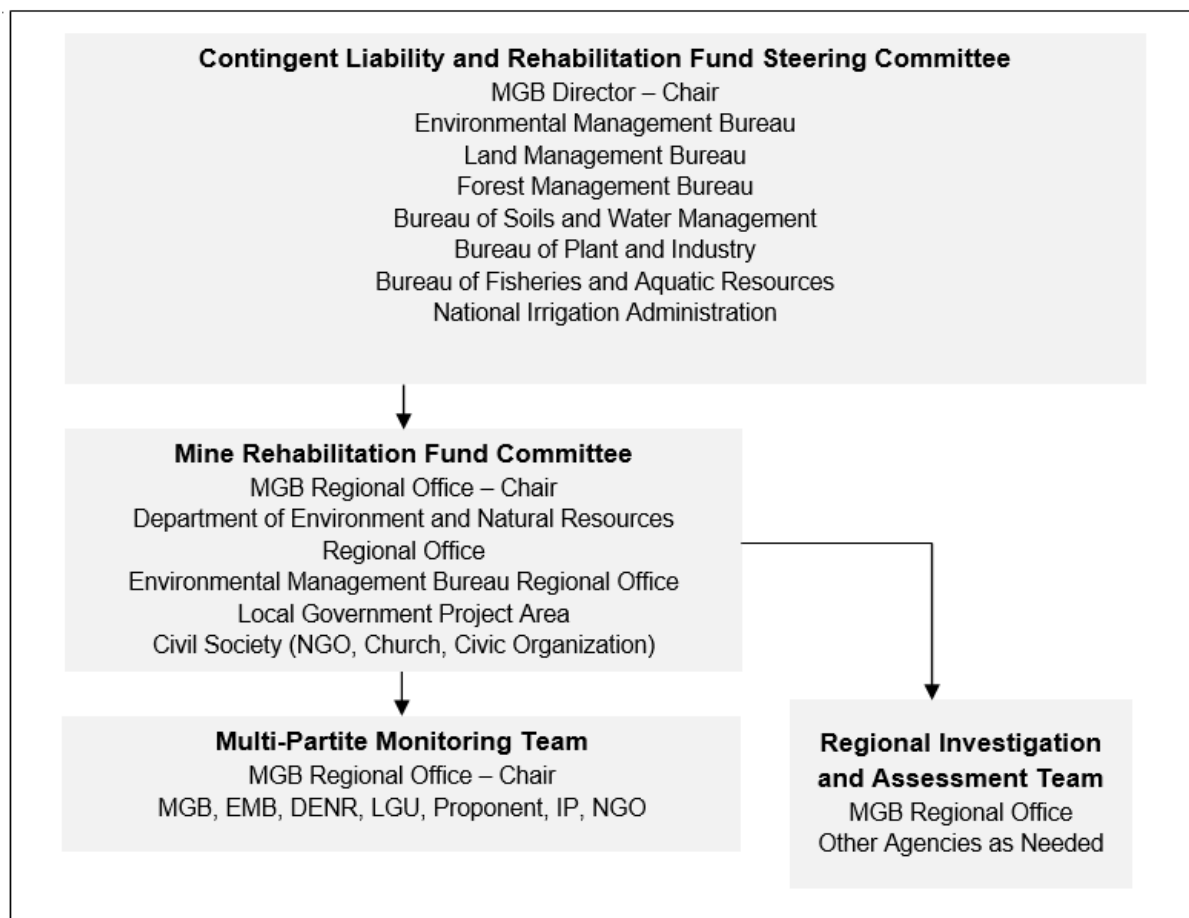 Contingent Liability and Rehabilitation Fund Steering Committee
MGB Director – Chair
Environmental Management Bureau
Land Management Bureau
Forest Management Bureau
Bureau of Soils and Water Management
Bureau of Plant and Industry
Bureau of Fisheries and Aquatic Resources
National Irrigation Administration
Mine Rehabilitation Fund Committee
MGB Regional Office – Chair
Department of Environment and Natural Resources
Regional Office
Environmental Management Bureau Regional Office
Local Government Project Area
Civil Society (NGO, Church, Civic Organization)
Multi-Partite Monitoring Team
MGB Regional Office – Chair
MGB, EMB, DENR, LGU, Proponent, IP, NGO
Regional Investigation
and Assessment Team
MGB Regional Office
Other Agencies as Needed